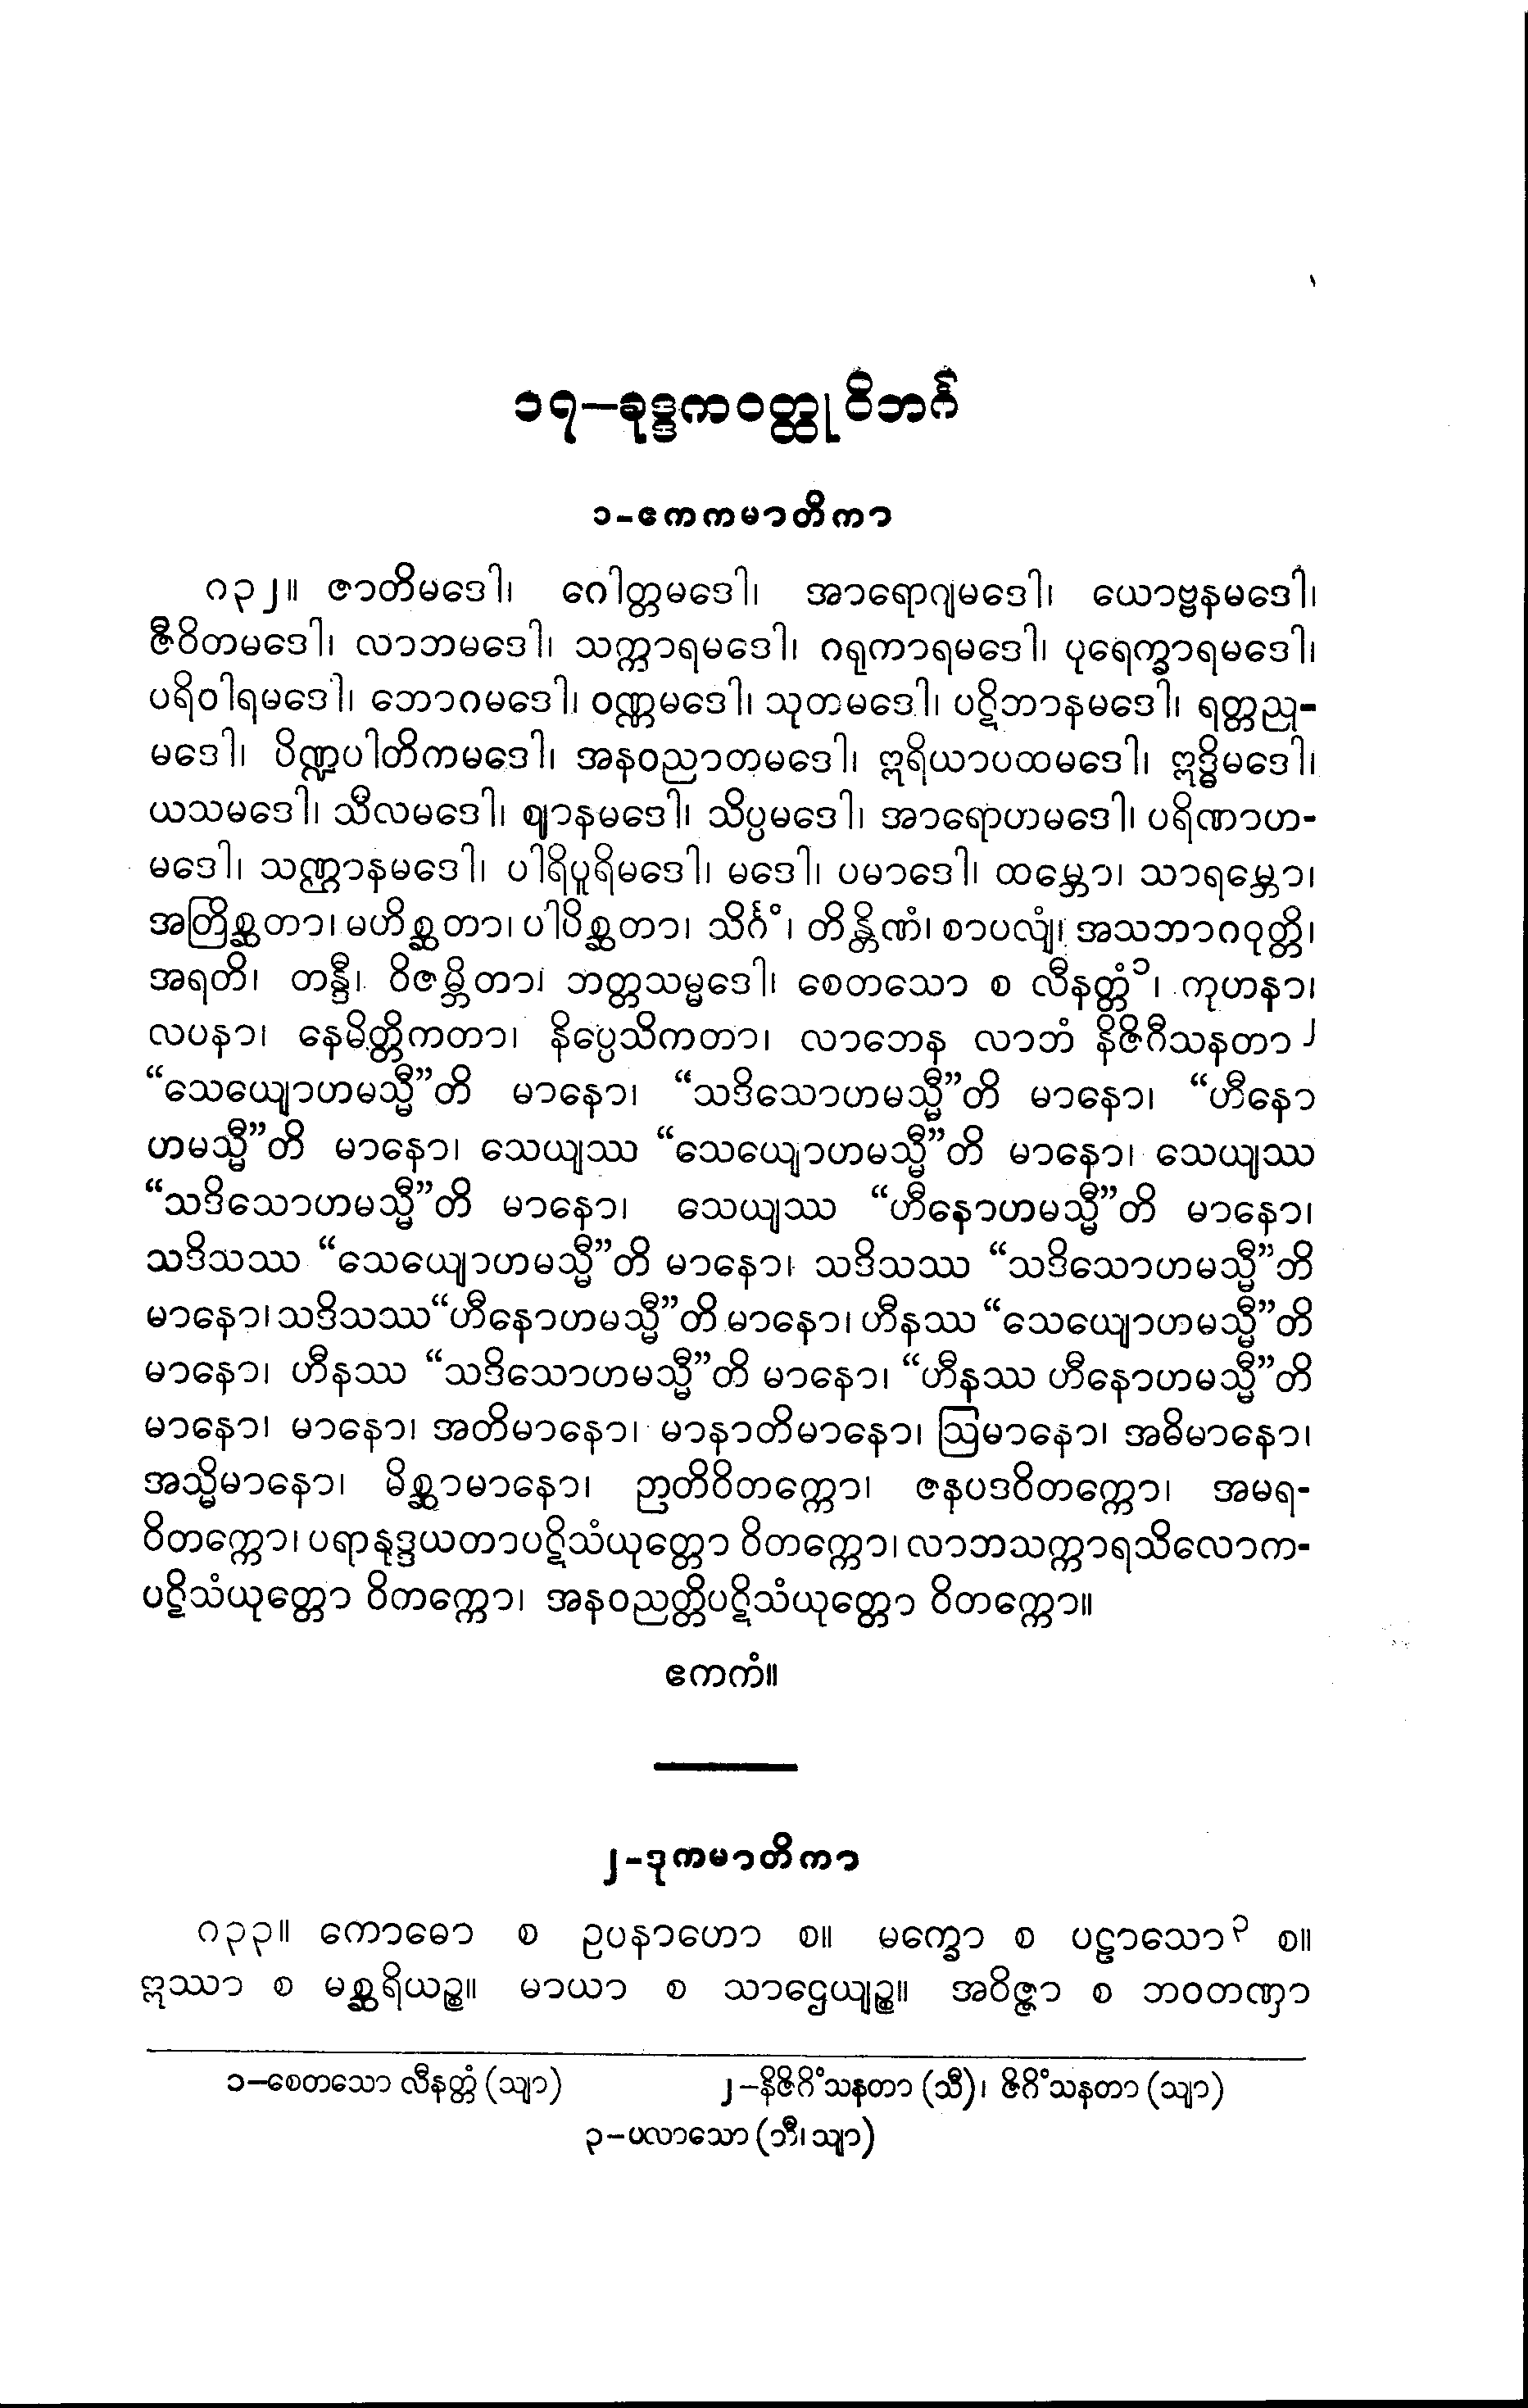 ၁၇–ခုဒ္ဒကဝတ္ထုဝိဘင်္ဂ
၁-ဧကကမာတိကာ
၈၃၂။ ဇာတိမဒေါ၊ ဂေါတ္တမဒေါ၊ အာရောဂျမဒေါ၊ ယောဗ္ဗနမဒေါ၊
ဇီဝိတမဒေါ၊ လာဘမဒေါ၊ သက္ကာရမဒေါ၊ ဂရုကာရမဒေါ၊ ပုရေက္ခာရမဒေါ၊
ပရိဝါရမဒေါ၊ ဘောဂမဒေါ၊ ဝဏ္ဏမဒေါ၊ သုတမဒေါ၊ ပဋိဘာနမဒေါ၊ ရတ္တညု-
မဒေါ၊ ပိဏ္ဍပါတိကမဒေါ၊ အနဝညာတမဒေါ၊ ဣရိယာပထမဒေါ၊ ဣဒ္ဓိမဒေါ၊
ယသမဒေါ၊ သီလမဒေါ၊ ဈာနမဒေါ၊ သိပ္ပမဒေါ၊ အာရောဟမဒေါ၊ ပရိဏာဟ-
မဒေါ၊ သဏ္ဌာနမဒေါ၊ ပါရိပူရိမဒေါ၊ မဒေါ၊ ပမာဒေါ၊ ထမ္ဘော၊ သာရမ္ဘော၊
အတြိစ္ဆတာ၊ မဟိစ္ဆတာ၊ ပါပိစ္ဆတာ၊ သိင်္ဂံ၊ တိန္တိဏံ၊ စာပလျံ၊ အသဘာဂဝုတ္တိ၊
အရတိ၊ တန္ဒီ၊ ဝိဇမ္ဘိတာ၊ ဘတ္တသမ္မဒေါ၊ စေတသော စ လီနတ္တံ၁၊ ကုဟနာ၊
လပနာ၊ နေမိတ္တိကတာ၊ နိပ္ပေသိကတာ၊ လာဘေန လာဘံ နိဇိဂီသနတာ၂
“သေယျောဟမသ္မီ”တိ မာနော၊ “သဒိသောဟမသ္မီ”တိ မာနော၊ “ဟီနော
ဟမသ္မီ”တိ မာနော၊ သေယျဿ “သေယျောဟမသ္မီ”တိ မာနော၊ သေယျဿ
“သဒိသောဟမသ္မီ”တိ မာနော၊ သေယျဿ “ဟီနောဟမသ္မီ”တိ မာနော၊
သဒိသဿ “သေယျောဟမသ္မီ”တိ မာနော၊ သဒိသဿ “သဒိသောဟမသ္မီ”တိ
မာနော၊ သဒိသဿ “ဟီနောဟမသ္မီ”တိ မာနော၊ ဟီနဿ “သေယျောဟမသ္မီ”တိ
မာနော၊ ဟီနဿ “သဒိသောဟမသ္မီ”တိ မာနော၊ “ဟီနဿ ဟီနောဟမသ္မီ”တိ
မာနော၊ မာနော၊ အတိမာနော၊ မာနာတိမာနော၊ ဩမာနော၊ အဓိမာနော၊
အသ္မိမာနော၊ မိစ္ဆာမာနော၊ ဉာတိဝိတက္ကော၊ ဇနပဒဝိတက္ကော၊ အမရ-
ဝိတက္ကော၊ ပရာနုဒ္ဒယတာပဋိသံယုတ္တော ဝိတက္ကော၊ လာဘသက္ကာရသိလောက-
ပဋိသံယုတ္တော ဝိတက္ကော၊ အနဝညတ္တိပဋိသံယုတ္တော ဝိတက္ကော။
ဧကကံ။
၂-ဒုကမာတိကာ
၈၃၃။ ကောဓော စ ဥပနာဟော စ။ မက္ခော စ ပဠာသော၃ စ။
ဣဿာ စ မစ္ဆရိယဉ္စ။ မာယာ စ သာဌေယျဉ္စ။ အဝိဇ္ဇာ စ ဘဝတဏှာ
၁–စေတသော လီနတ္တံ (သျာ) ၂–နိဇိဂိံသနတာ (သီ)၊ ဇိဂိံသနတာ (သျာ)
၃–ပလာသော (ဘီ၊ သျာ)